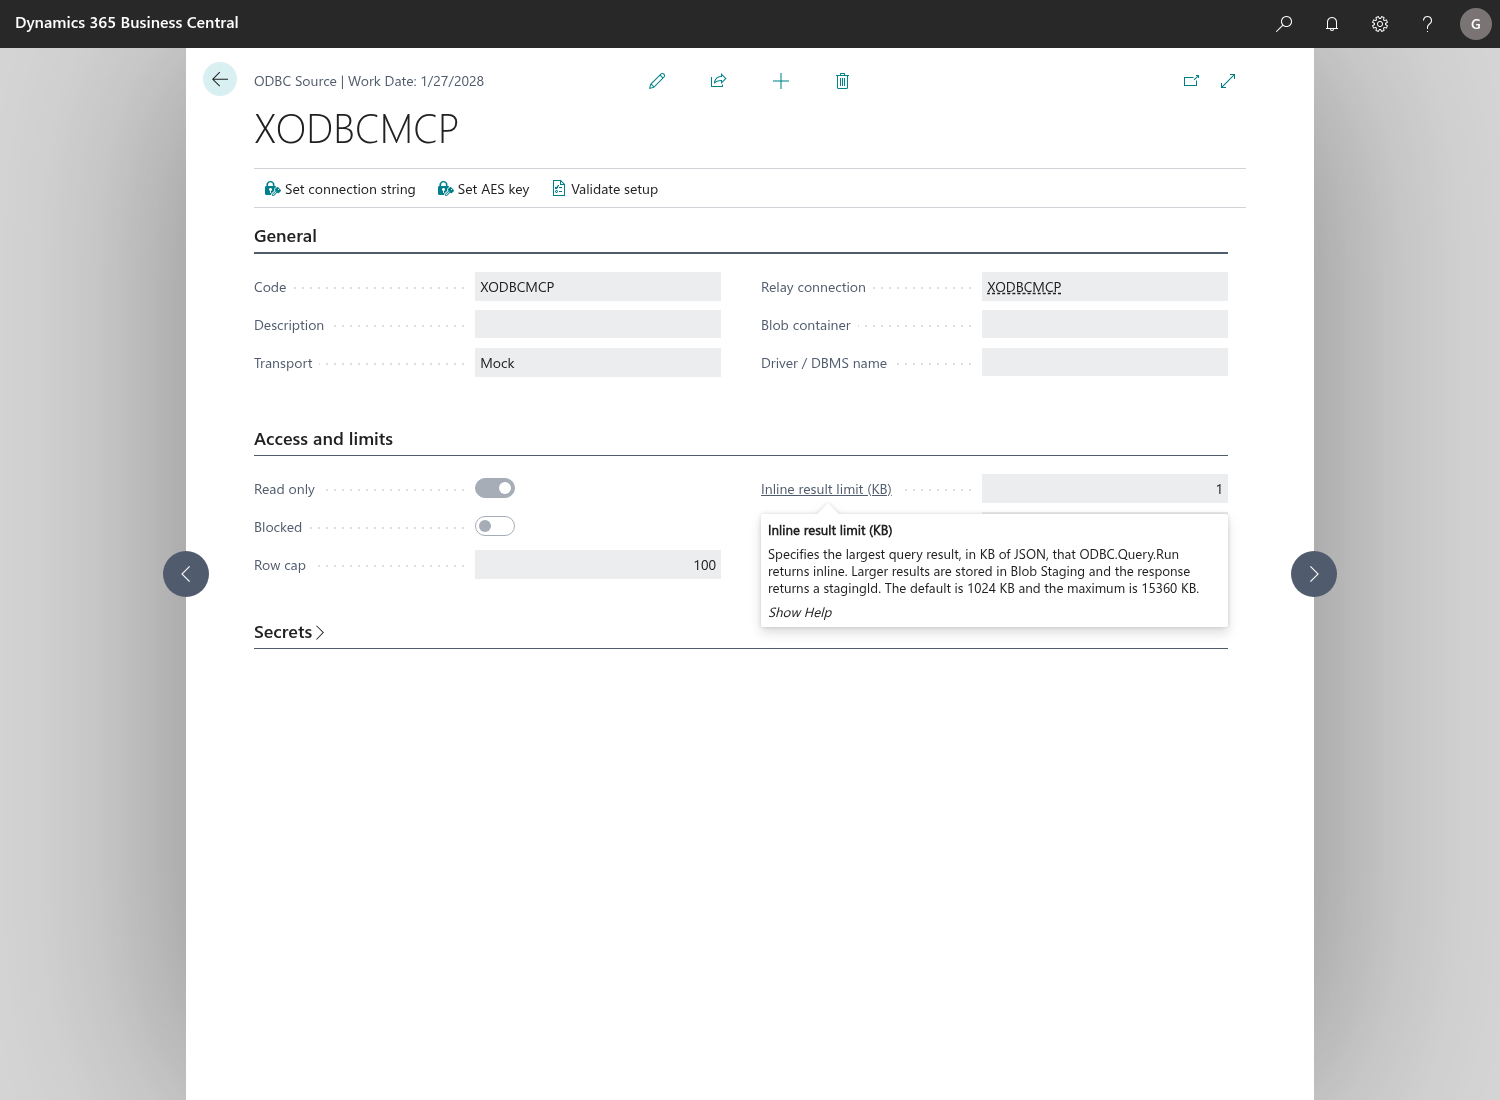 Dynamics 365 Business Central
G
ODBC Source | Work Date: 1/27/2028
XODBCMCP
Set connection string
Set AES key
Validate setup
General
Code
XODBCMCP
Relay connection
XODBCMCP
Description
Blob container
Transport
Mock
Driver / DBMS name
Access and limits
Read only
Inline result limit (KB)
1
Blocked
Row cap
100
Inline result limit (KB)
Specifies the largest query result, in KB of JSON, that ODBC.Query.Run
returns inline. Larger results are stored in Blob Staging and the response
returns a stagingId. The default is 1024 KB and the maximum is 15360 KB.
Show Help
Secrets